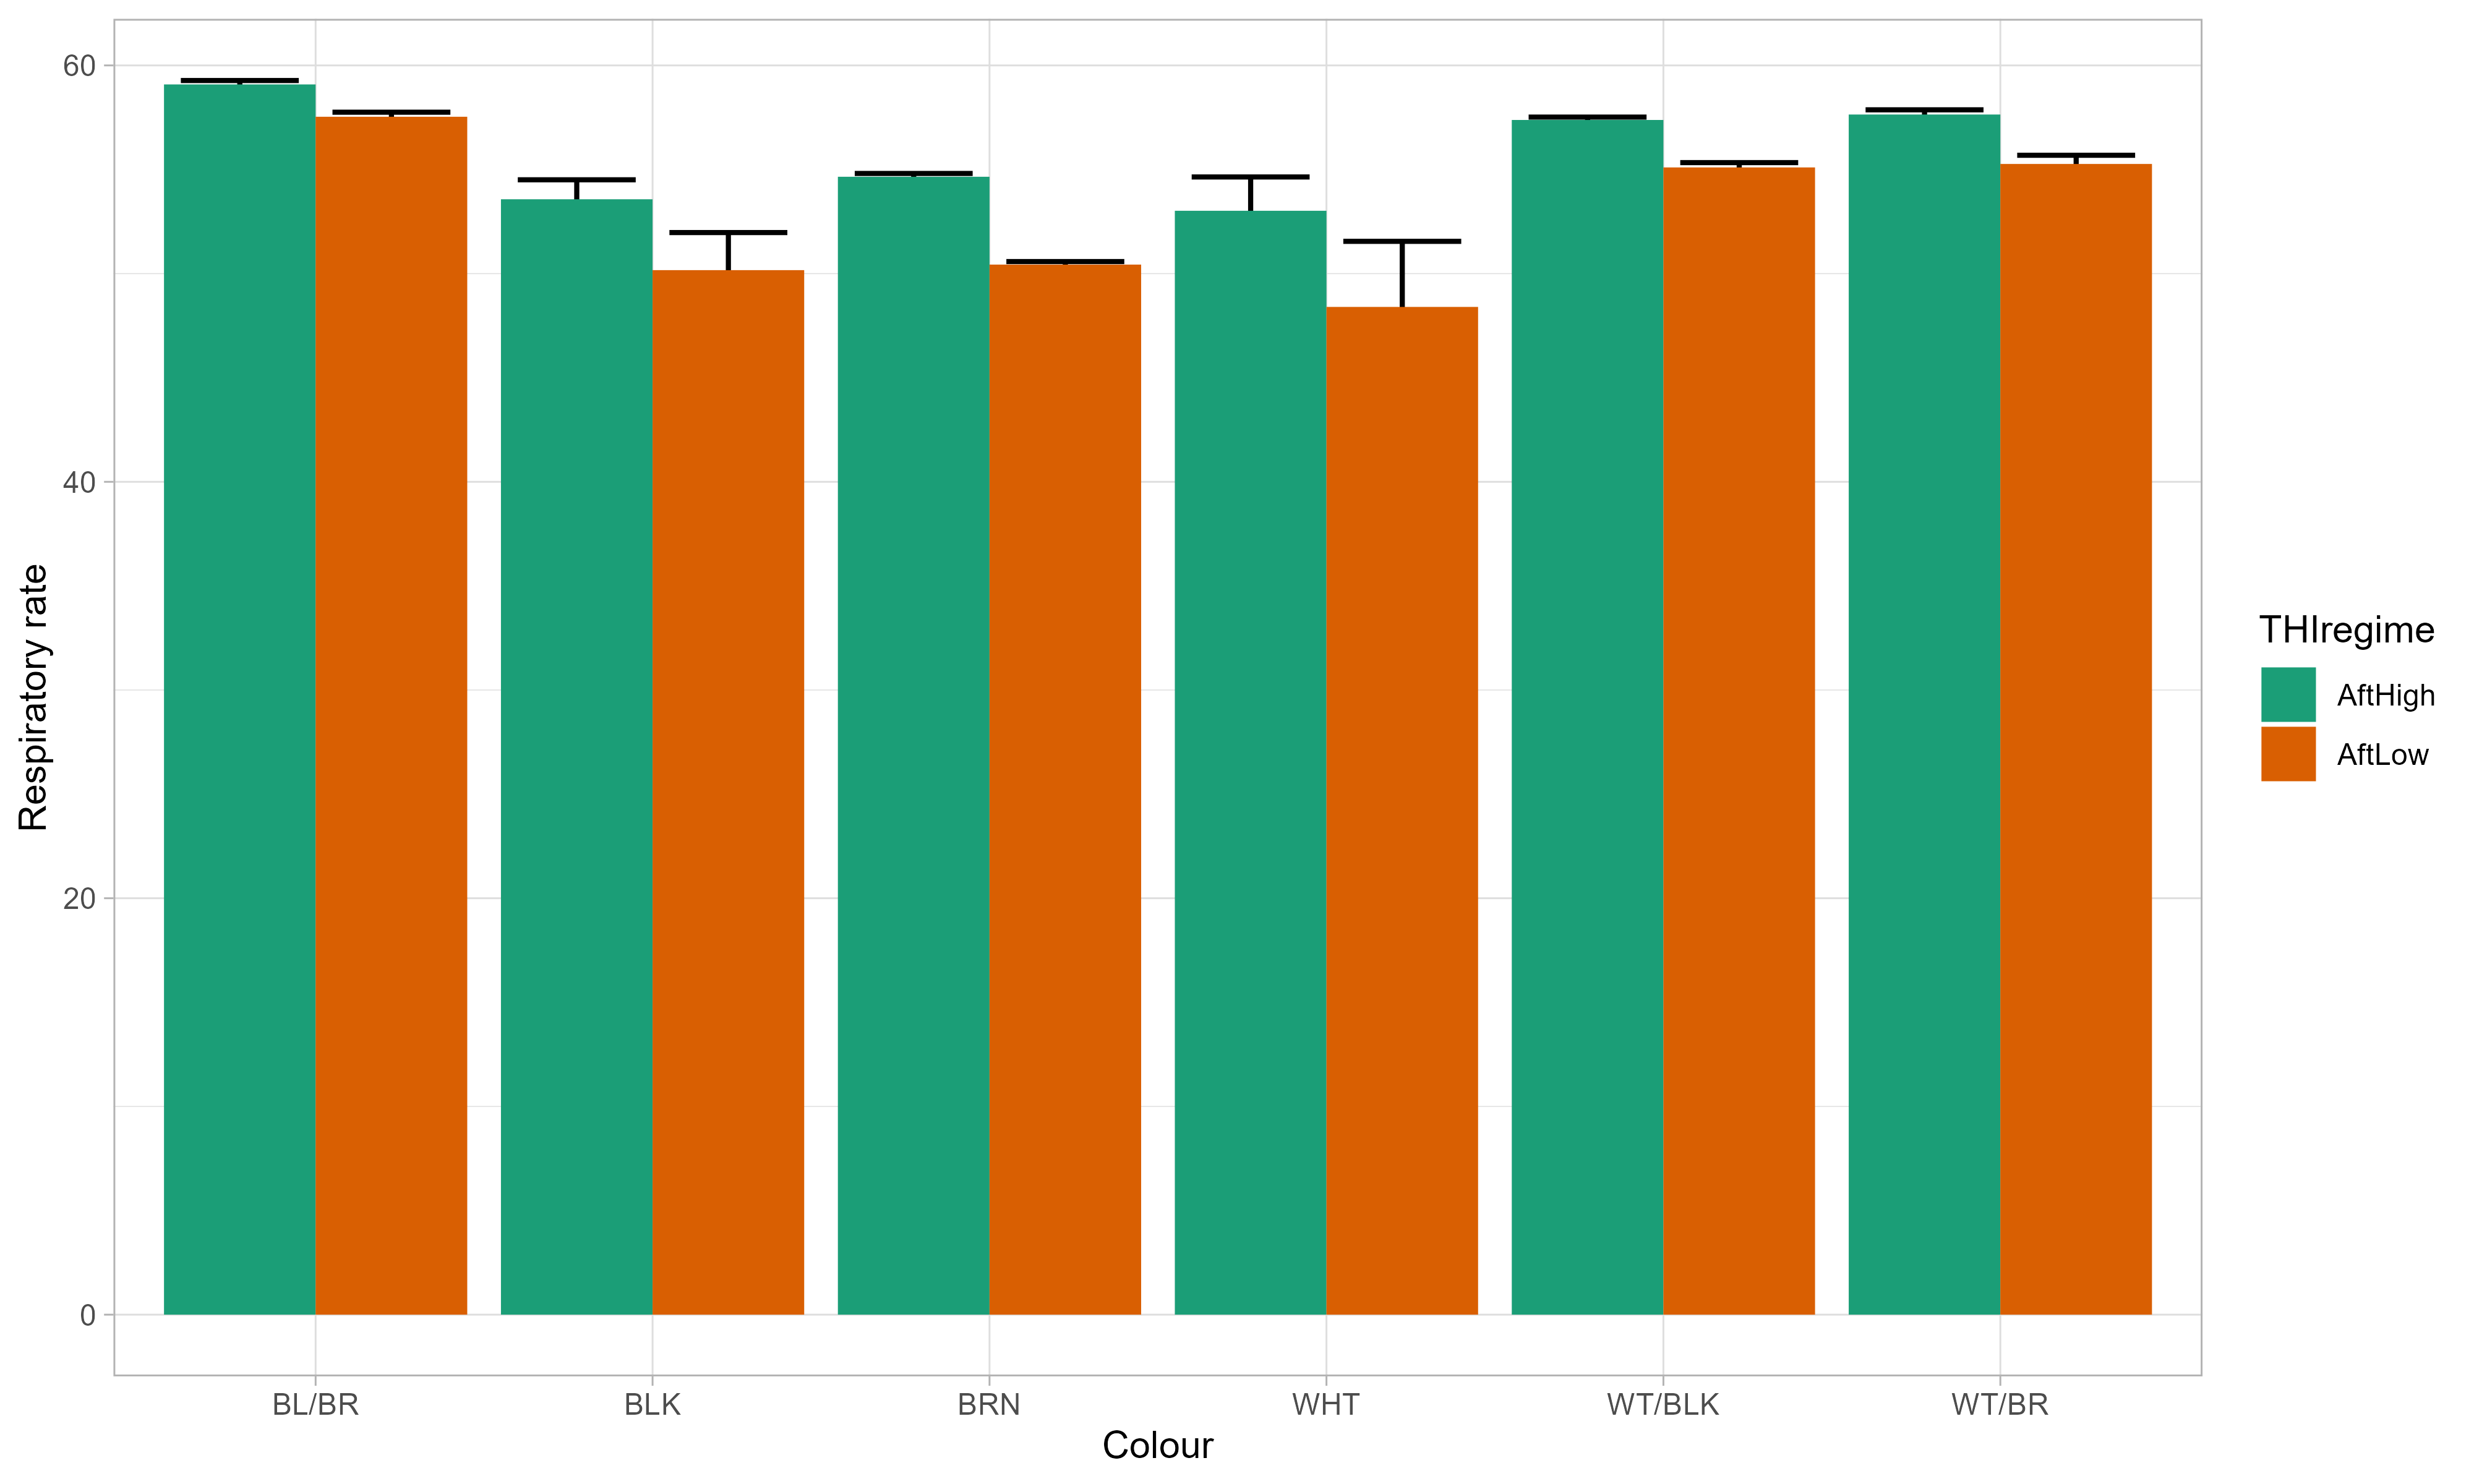 60
40
20
0
Respiratory rate
BL/BR
BLK
BRN
WHT
WT/BLK
WT/BR
Colour
THIregime
AftHigh
AftLow